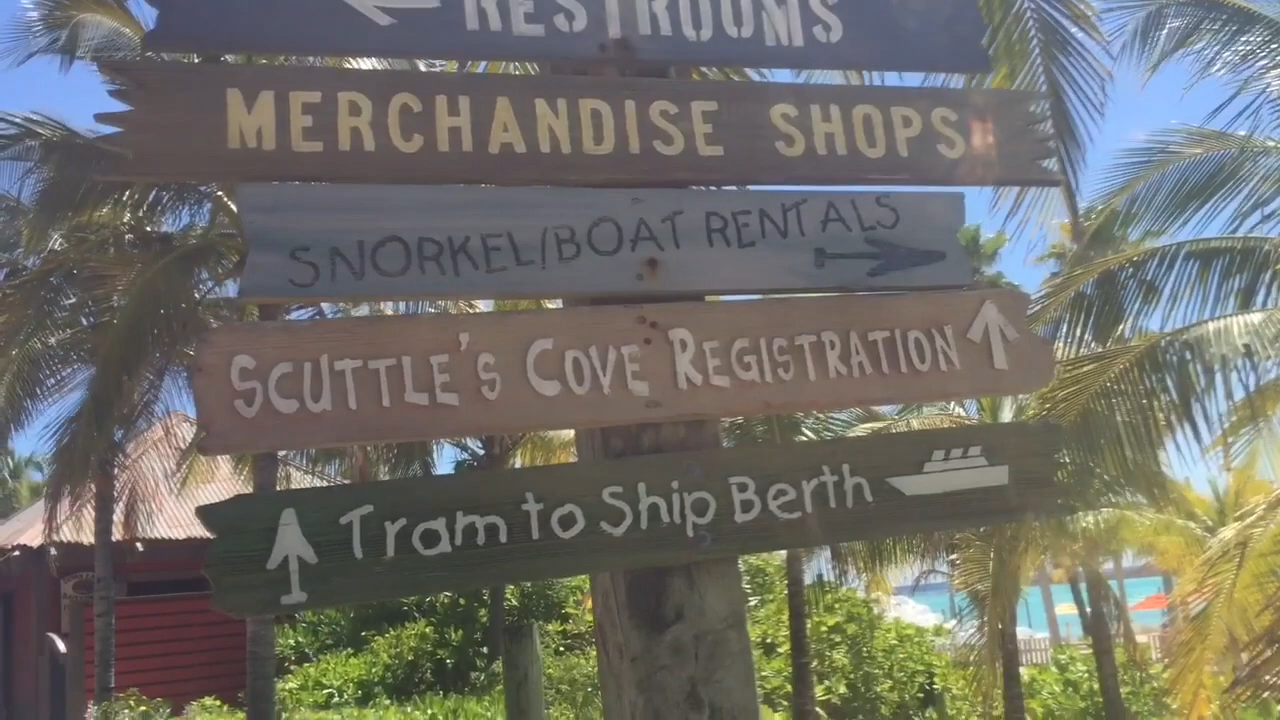 RESTROOMS
MERCHANDISE SHOPS
SNORKEL/BOAT RENTALS
SCUTTLE'S COVE REGISTRATION
Tram to Ship Berth